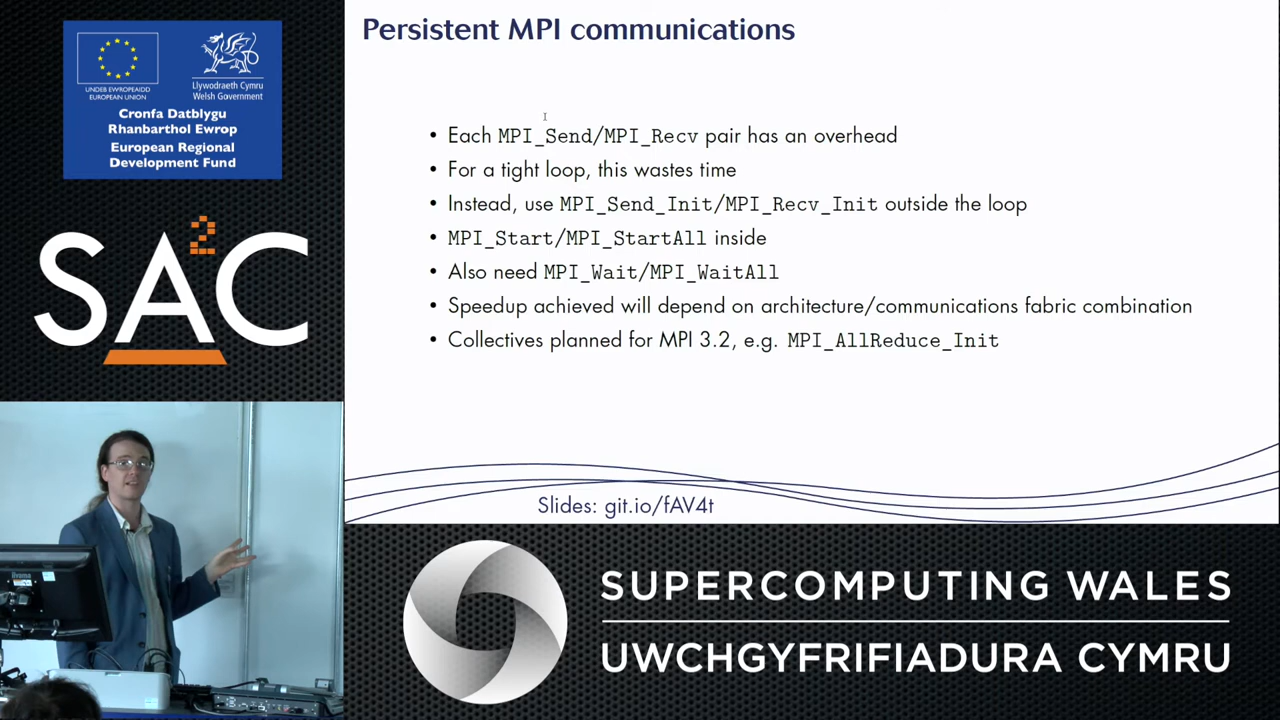 Persistent MPI communications
UNDEB EWROPEAIDD
EUROPEAN UNION
Llywodraeth Cymru
Welsh Government
Cronfa Datblygu
Rhanbarthol Ewrop
European Regional
Development Fund
SA²C
• Each MPI_Send/MPI_Recv pair has an overhead
• For a tight loop, this wastes time
• Instead, use MPI_Send_Init/MPI_Recv_Init outside the loop
• MPI_Start/MPI_StartAll inside
• Also need MPI_Wait/MPI_WaitAll
• Speedup achieved will depend on architecture/communications fabric combination
• Collectives planned for MPI 3.2, e.g. MPI_AllReduce_Init
Slides: git.io/fAV4t
iiyama
SUPERCOMPUTING WALES
UWCHGYFRIFIADURA CYMRU